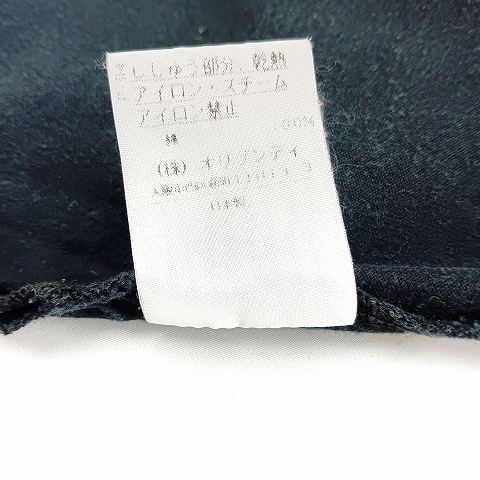 ししゅう部分、乾熱
アイロン・スチーム
アイロン禁止
綿 100%
(株) オリゾンティ
日本製